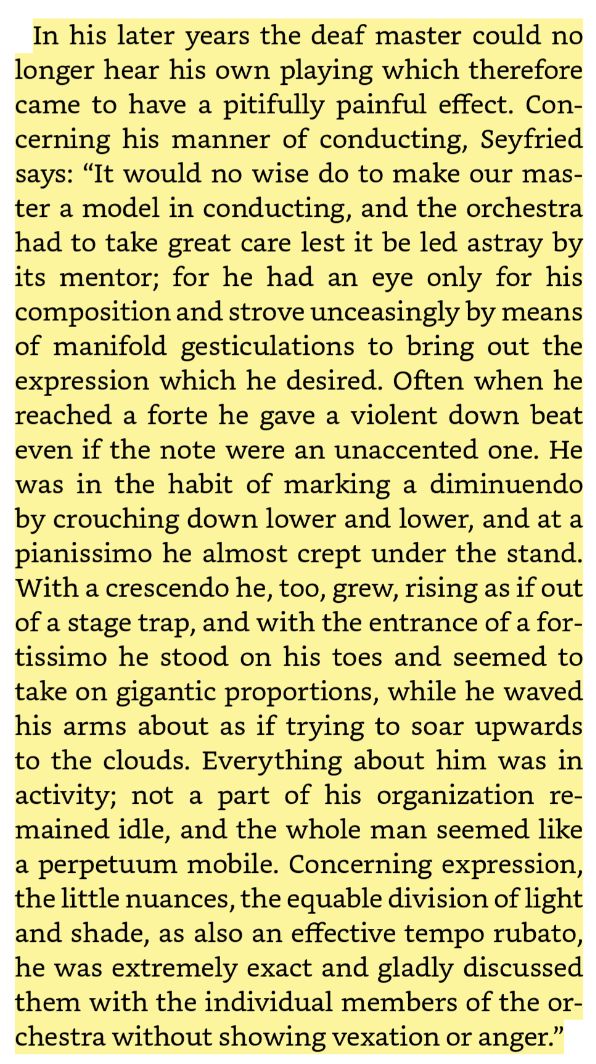 In his later years the deaf master could no
longer hear his own playing which therefore
came to have a pitifully painful effect. Con-
cerning his manner of conducting, Seyfried
says: “It would no wise do to make our mas-
ter a model in conducting, and the orchestra
had to take great care lest it be led astray by
its mentor; for he had an eye only for his
composition and strove unceasingly by means
of manifold gesticulations to bring out the
expression which he desired. Often when he
reached a forte he gave a violent down beat
even if the note were an unaccented one. He
was in the habit of marking a diminuendo
by crouching down lower and lower, and at a
pianissimo he almost crept under the stand.
With a crescendo he, too, grew, rising as if out
of a stage trap, and with the entrance of a for-
tissimo he stood on his toes and seemed to
take on gigantic proportions, while he waved
his arms about as if trying to soar upwards
to the clouds. Everything about him was in
activity; not a part of his organization re-
mained idle, and the whole man seemed like
a perpetuum mobile. Concerning expression,
the little nuances, the equable division of light
and shade, as also an effective tempo rubato,
he was extremely exact and gladly discussed
them with the individual members of the or-
chestra without showing vexation or anger.”